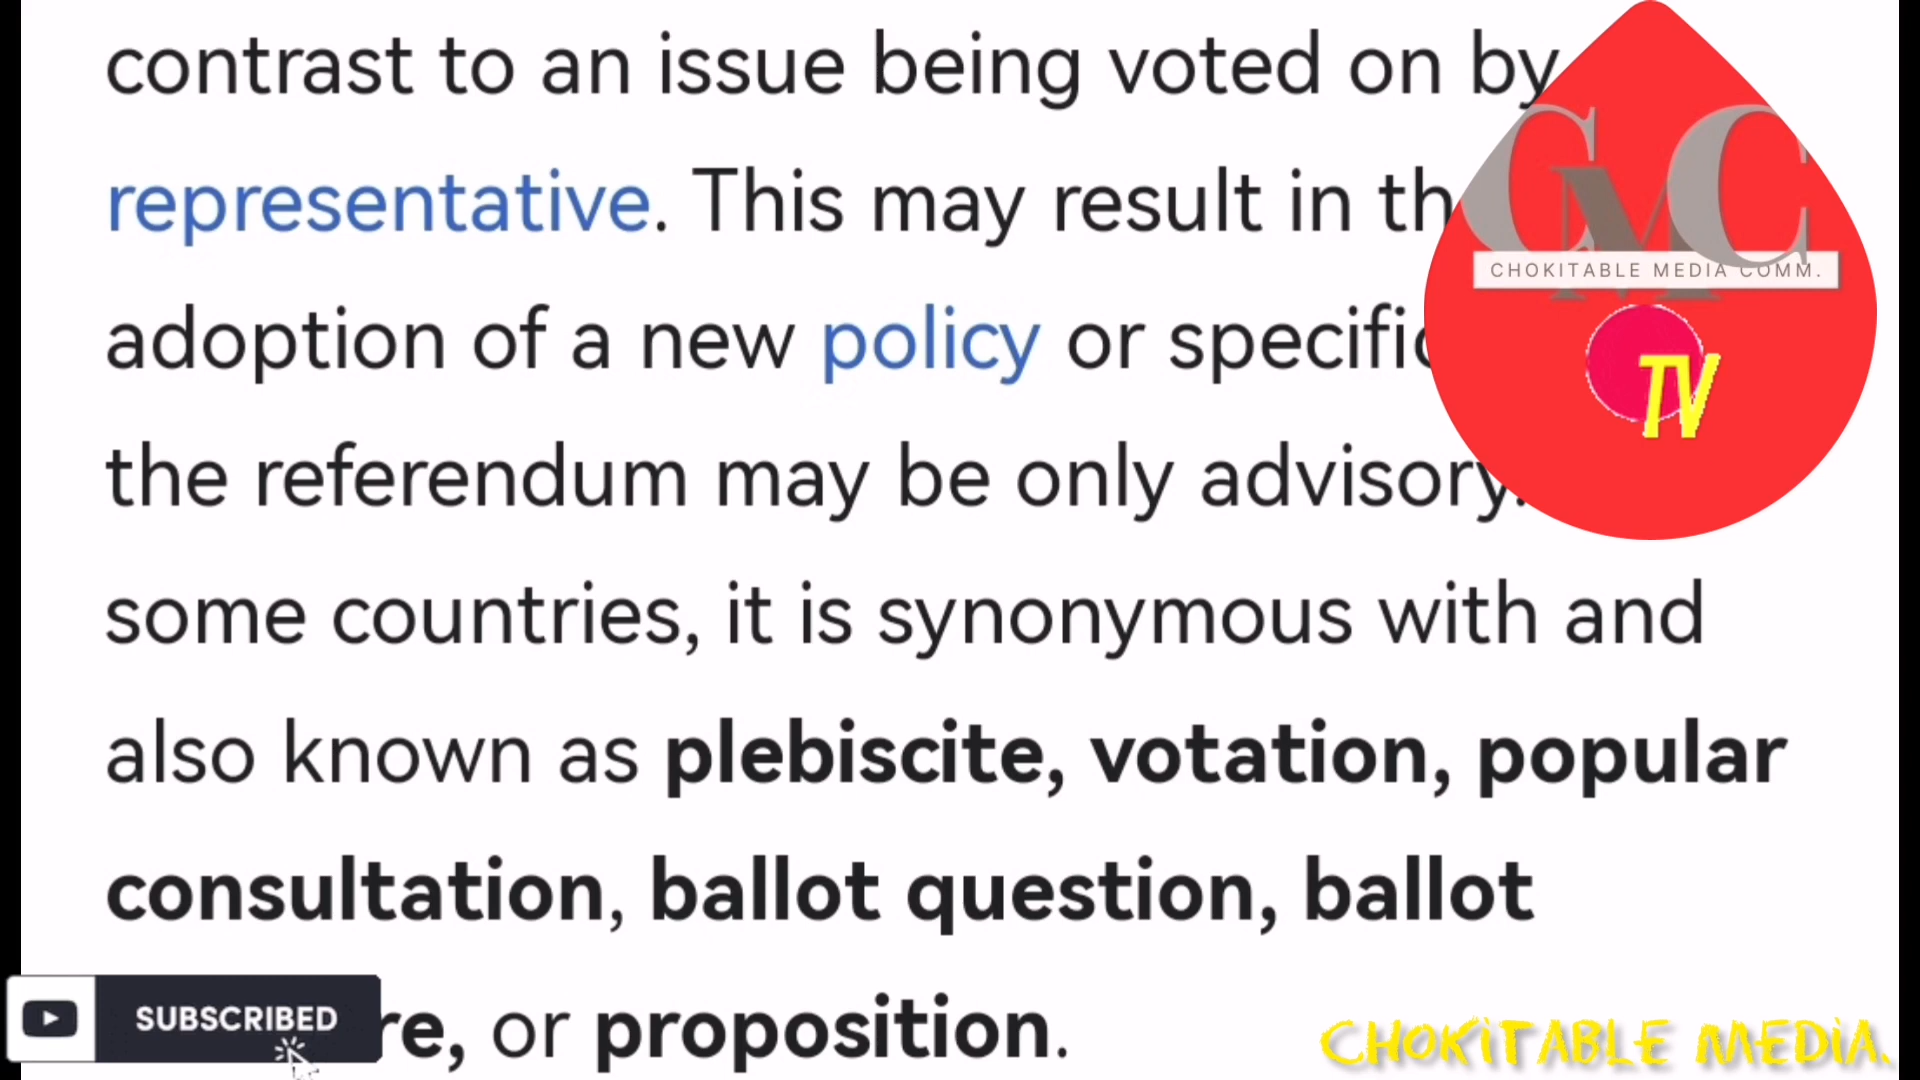 contrast to an issue being voted on by
representative. This may result in th
adoption of a new policy or specific
the referendum may be only advisory.
some countries, it is synonymous with and
also known as plebiscite, votation, popular
consultation, ballot question, ballot
re, or proposition.
CMC
CHOKITABLE MEDIA COMM.
TV
SUBSCRIBED
CHOKiTABLE MEDiA.